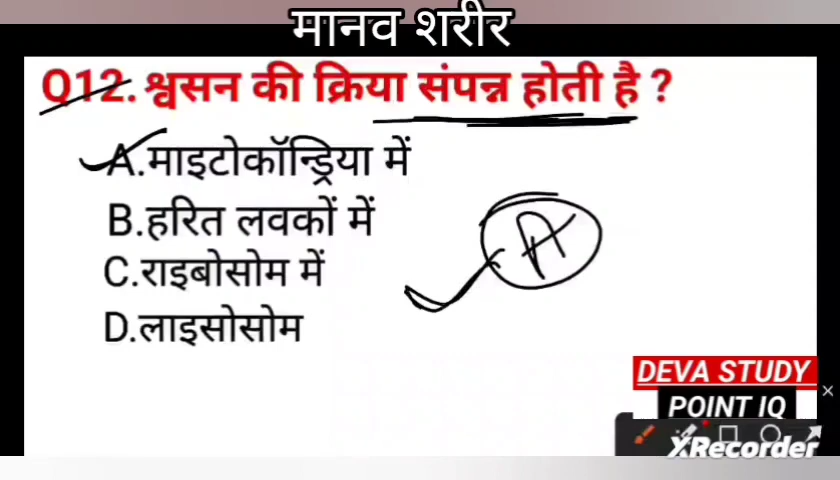 मानव शरीर
Q12. श्वसन की क्रिया संपन्न होती है ?
A.माइटोकॉन्ड्रिया में
B.हरित लवकों में
C.राइबोसोम में
D.लाइसोसोम
A
DEVA STUDY
POINT IQ
XRecorder